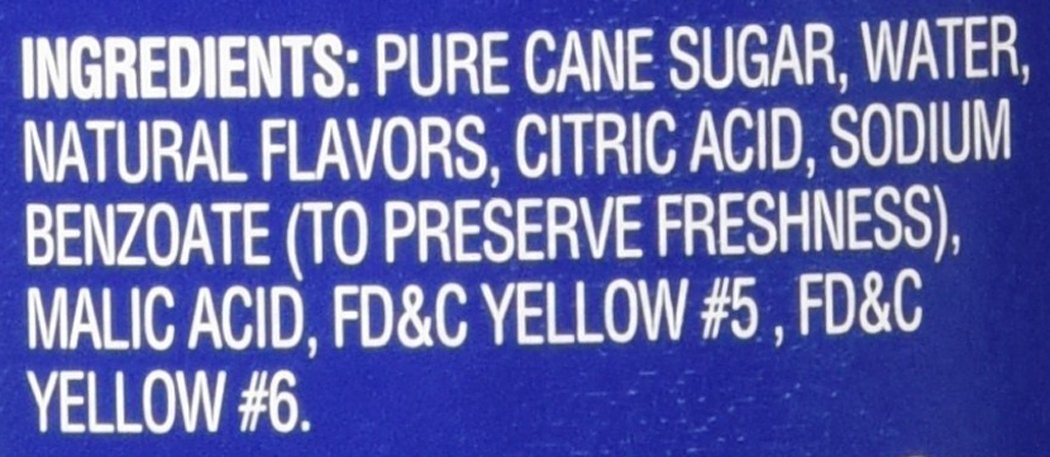 INGREDIENTS: PURE CANE SUGAR, WATER,
NATURAL FLAVORS, CITRIC ACID, SODIUM
BENZOATE (TO PRESERVE FRESHNESS),
MALIC ACID, FD&C YELLOW #5 , FD&C
YELLOW #6.